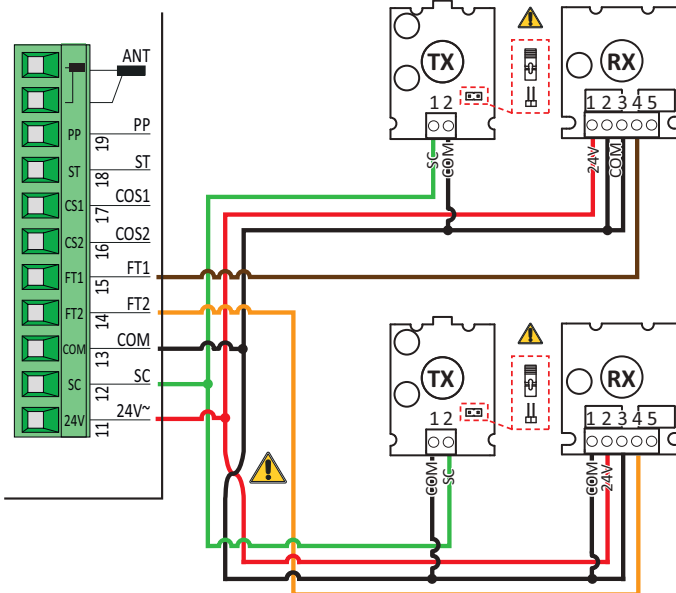 ANT
PP
19
PP
ST
18
ST
CS1
17
COS1
CS2
16
COS2
FT1
15
FT1
FT2
14
FT2
COM
13
COM
SC
12
SC
24V
11
24V~
TX
1 2
SC
COM
RX
1 2 3 4 5
24V
COM
TX
1 2
COM
SC
RX
1 2 3 4 5
COM
24V